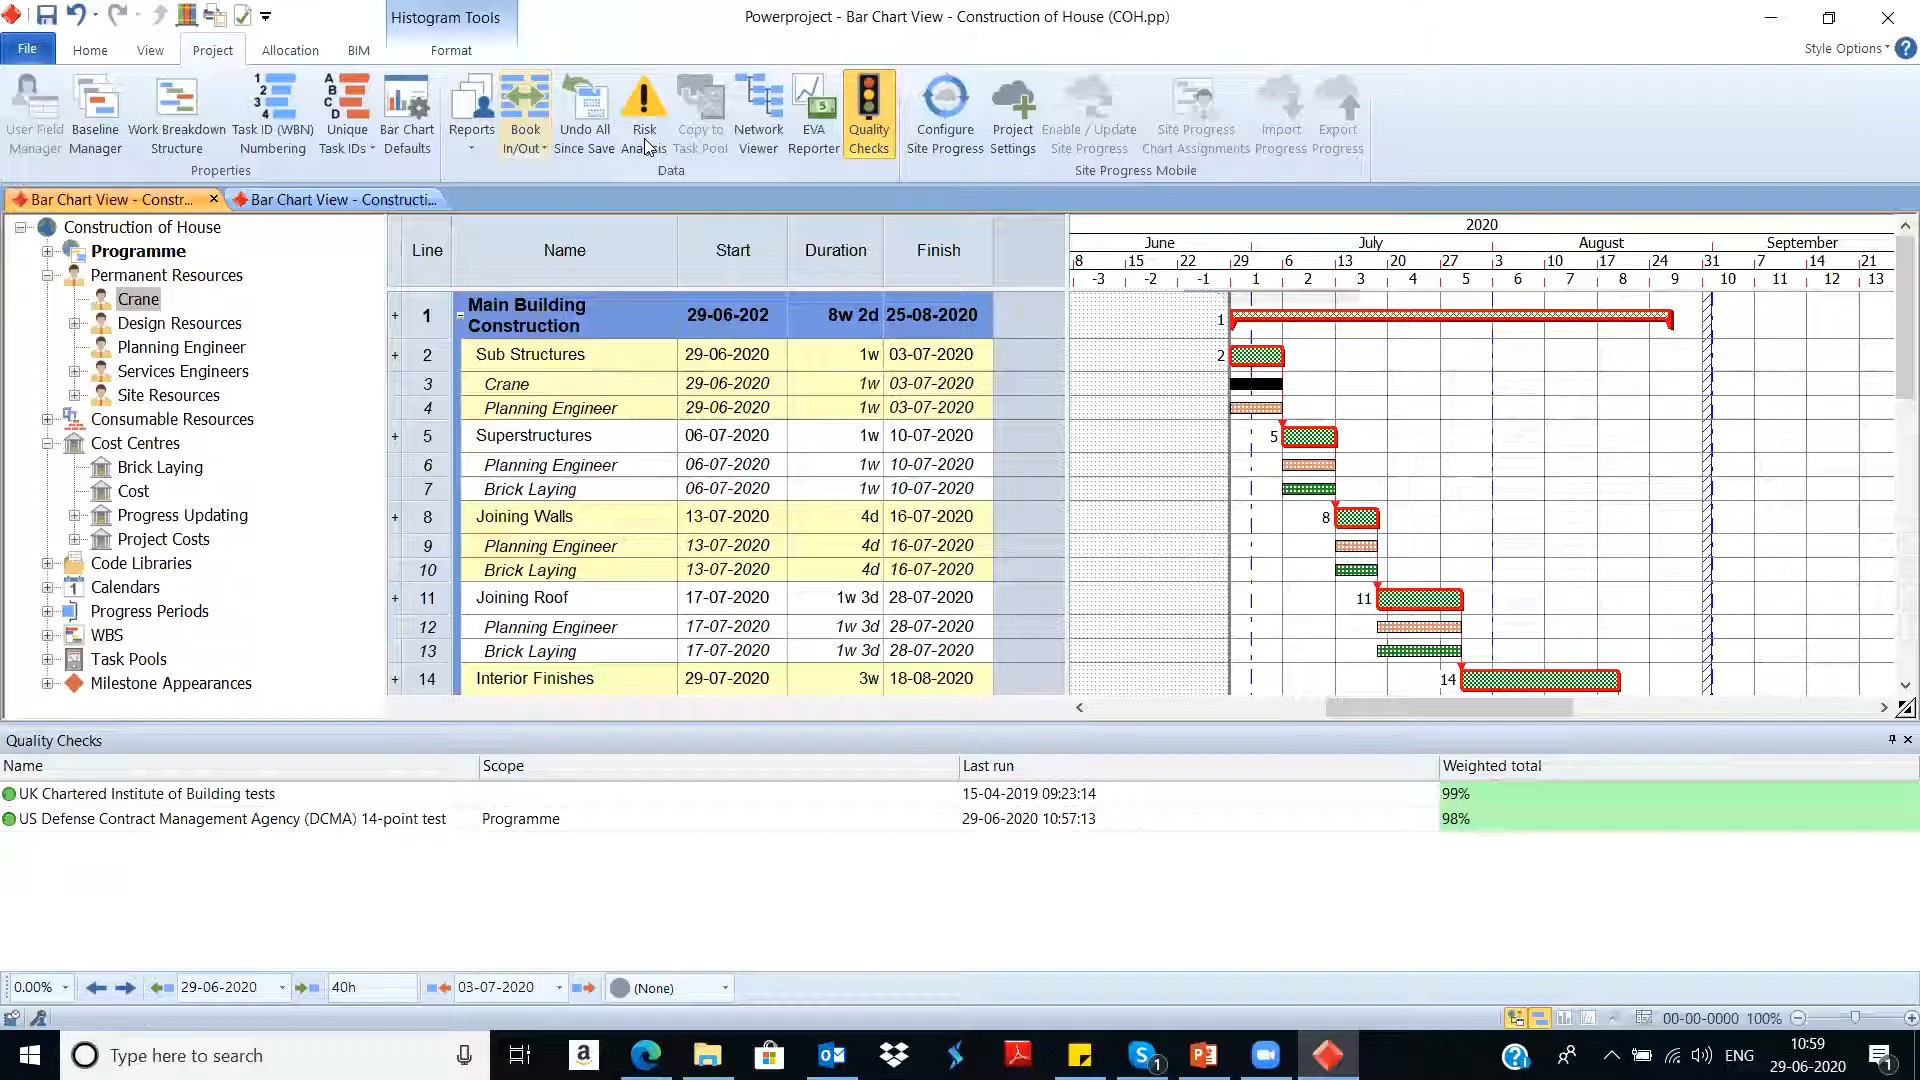 Histogram Tools
Powerproject - Bar Chart View - Construction of House (COH.pp)
File Home View Project Allocation BIM Format Style Options
User Field Manager
Baseline Manager
Work Breakdown Structure
Task ID (WBN) Numbering
Unique Task IDs
Bar Chart Defaults
Properties
Reports
Book In/Out
Undo All Since Save
Risk Analysis
Copy to Task Pool
Network Viewer
EVA Reporter
Quality Checks
Data
Configure Site Progress
Project Settings
Enable / Update Site Progress
Site Progress Chart Assignments
Import Progress
Export Progress
Site Progress Mobile
Bar Chart View - Constr... Bar Chart View - Constructi...
Construction of House
Programme
Permanent Resources
Crane
Design Resources
Planning Engineer
Services Engineers
Site Resources
Consumable Resources
Cost Centres
Brick Laying
Cost
Progress Updating
Project Costs
Code Libraries
Calendars
Progress Periods
WBS
Task Pools
Milestone Appearances
Line Name Start Duration Finish
1 Main Building Construction 29-06-202 8w 2d 25-08-2020
2 Sub Structures 29-06-2020 1w 03-07-2020
3 Crane 29-06-2020 1w 03-07-2020
4 Planning Engineer 29-06-2020 1w 03-07-2020
5 Superstructures 06-07-2020 1w 10-07-2020
6 Planning Engineer 06-07-2020 1w 10-07-2020
7 Brick Laying 06-07-2020 1w 10-07-2020
8 Joining Walls 13-07-2020 4d 16-07-2020
9 Planning Engineer 13-07-2020 4d 16-07-2020
10 Brick Laying 13-07-2020 4d 16-07-2020
11 Joining Roof 17-07-2020 1w 3d 28-07-2020
12 Planning Engineer 17-07-2020 1w 3d 28-07-2020
13 Brick Laying 17-07-2020 1w 3d 28-07-2020
14 Interior Finishes 29-07-2020 3w 18-08-2020
2020
June July August September
8 15 22 29 6 13 20 27 3 10 17 24 31 7 14 21
-3 -2 -1 1 2 3 4 5 6 7 8 9 10 11 12 13
1
2
5
8
11
14
Quality Checks
Name Scope Last run Weighted total
UK Chartered Institute of Building tests 15-04-2019 09:23:14 99%
US Defense Contract Management Agency (DCMA) 14-point test Programme 29-06-2020 10:57:13 98%
0.00% 29-06-2020 40h 03-07-2020 (None)
00-00-0000 100%
Type here to search
ENG
10:59
29-06-2020